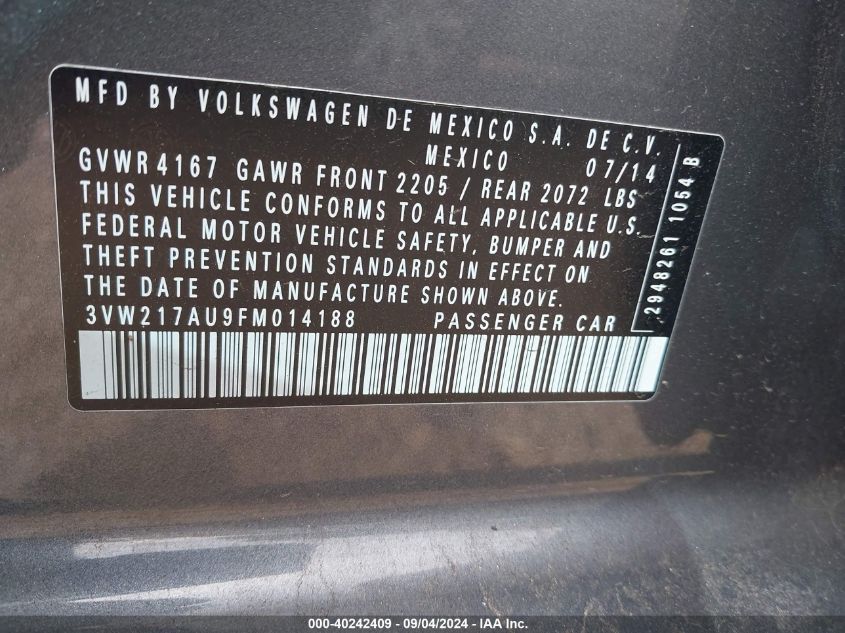 MFD BY VOLKSWAGEN DE MEXICO S.A. DE C.V.
MEXICO 07/14
GVWR 4167 GAWR FRONT 2205 / REAR 2072 LBS
THIS VEHICLE CONFORMS TO ALL APPLICABLE U.S.
FEDERAL MOTOR VEHICLE SAFETY, BUMPER AND
THEFT PREVENTION STANDARDS IN EFFECT ON
THE DATE OF MANUFACTURE SHOWN ABOVE.
3VW217AU9FM014188 PASSENGER CAR
2948261 1054 B
000-40242409 - 09/04/2024 - IAA Inc.